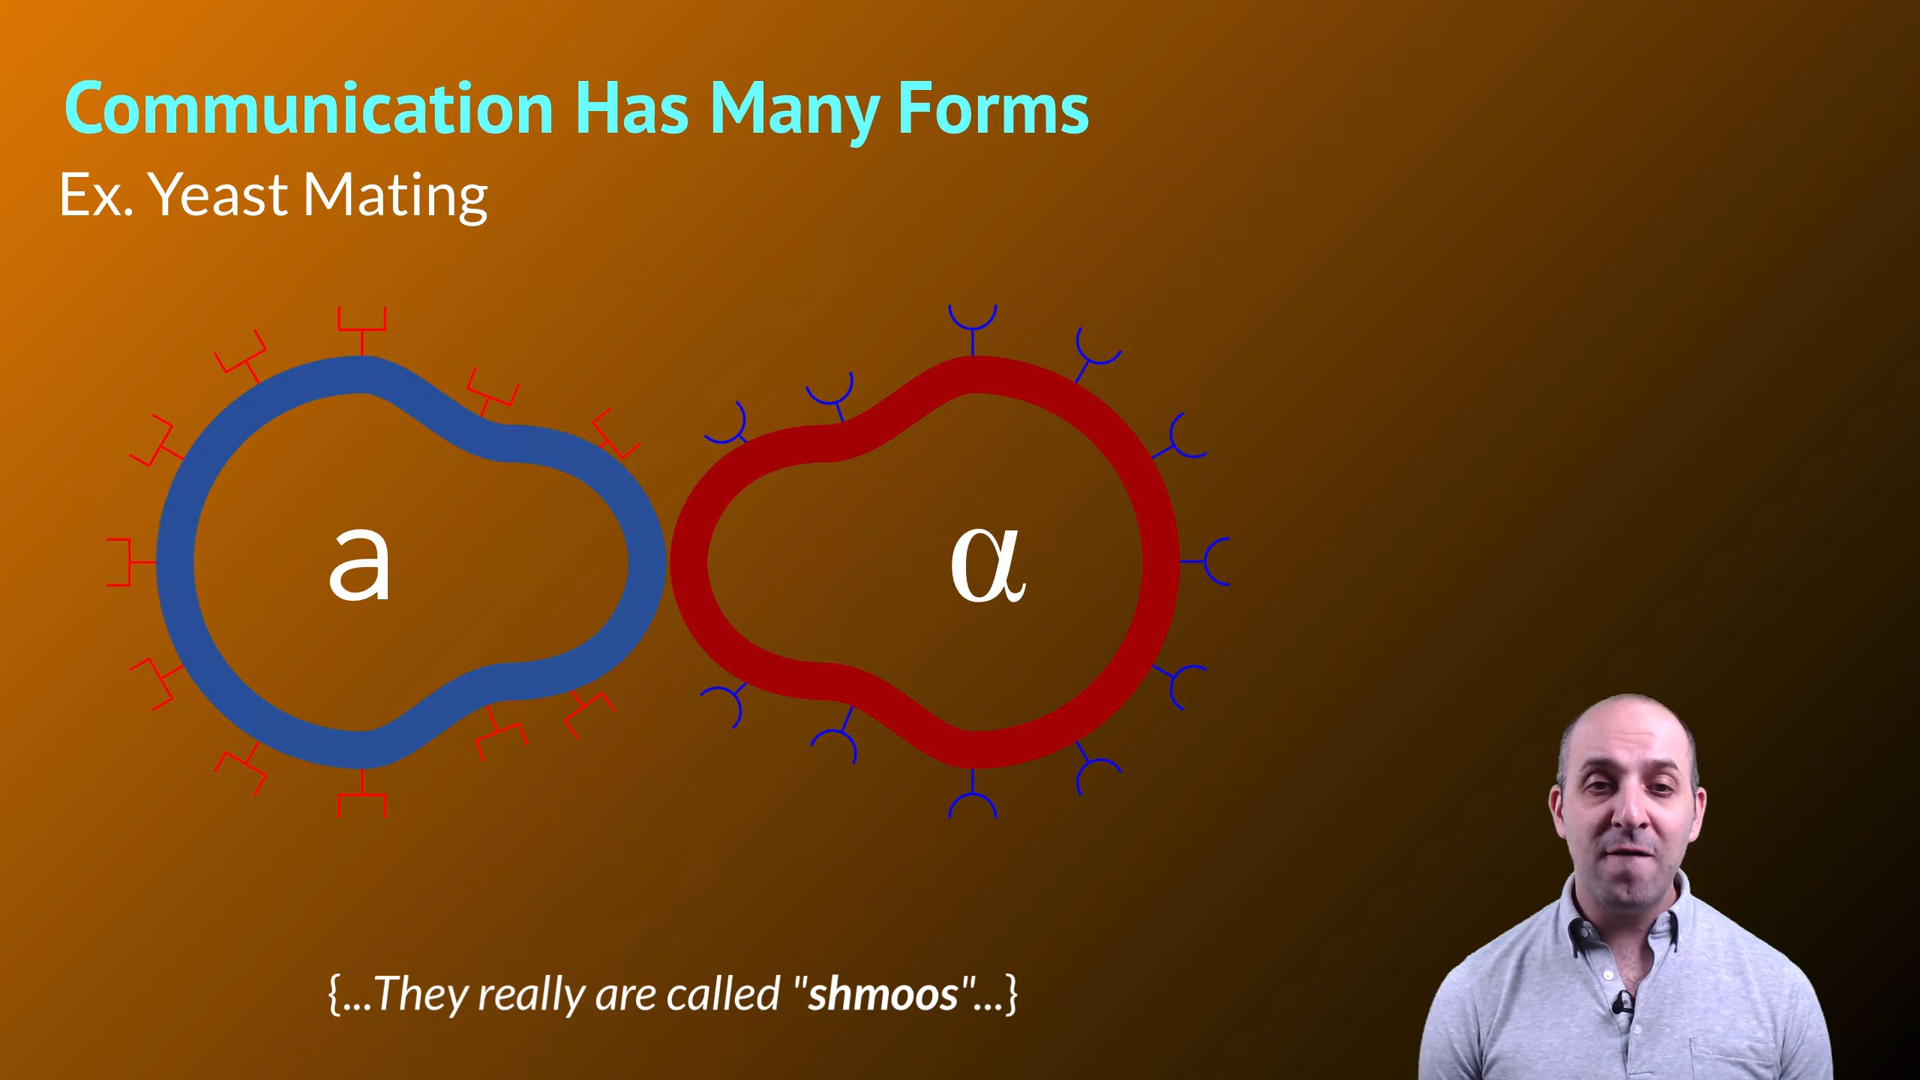 Communication Has Many Forms
Ex. Yeast Mating
a
α
{...They really are called "shmoos"...}